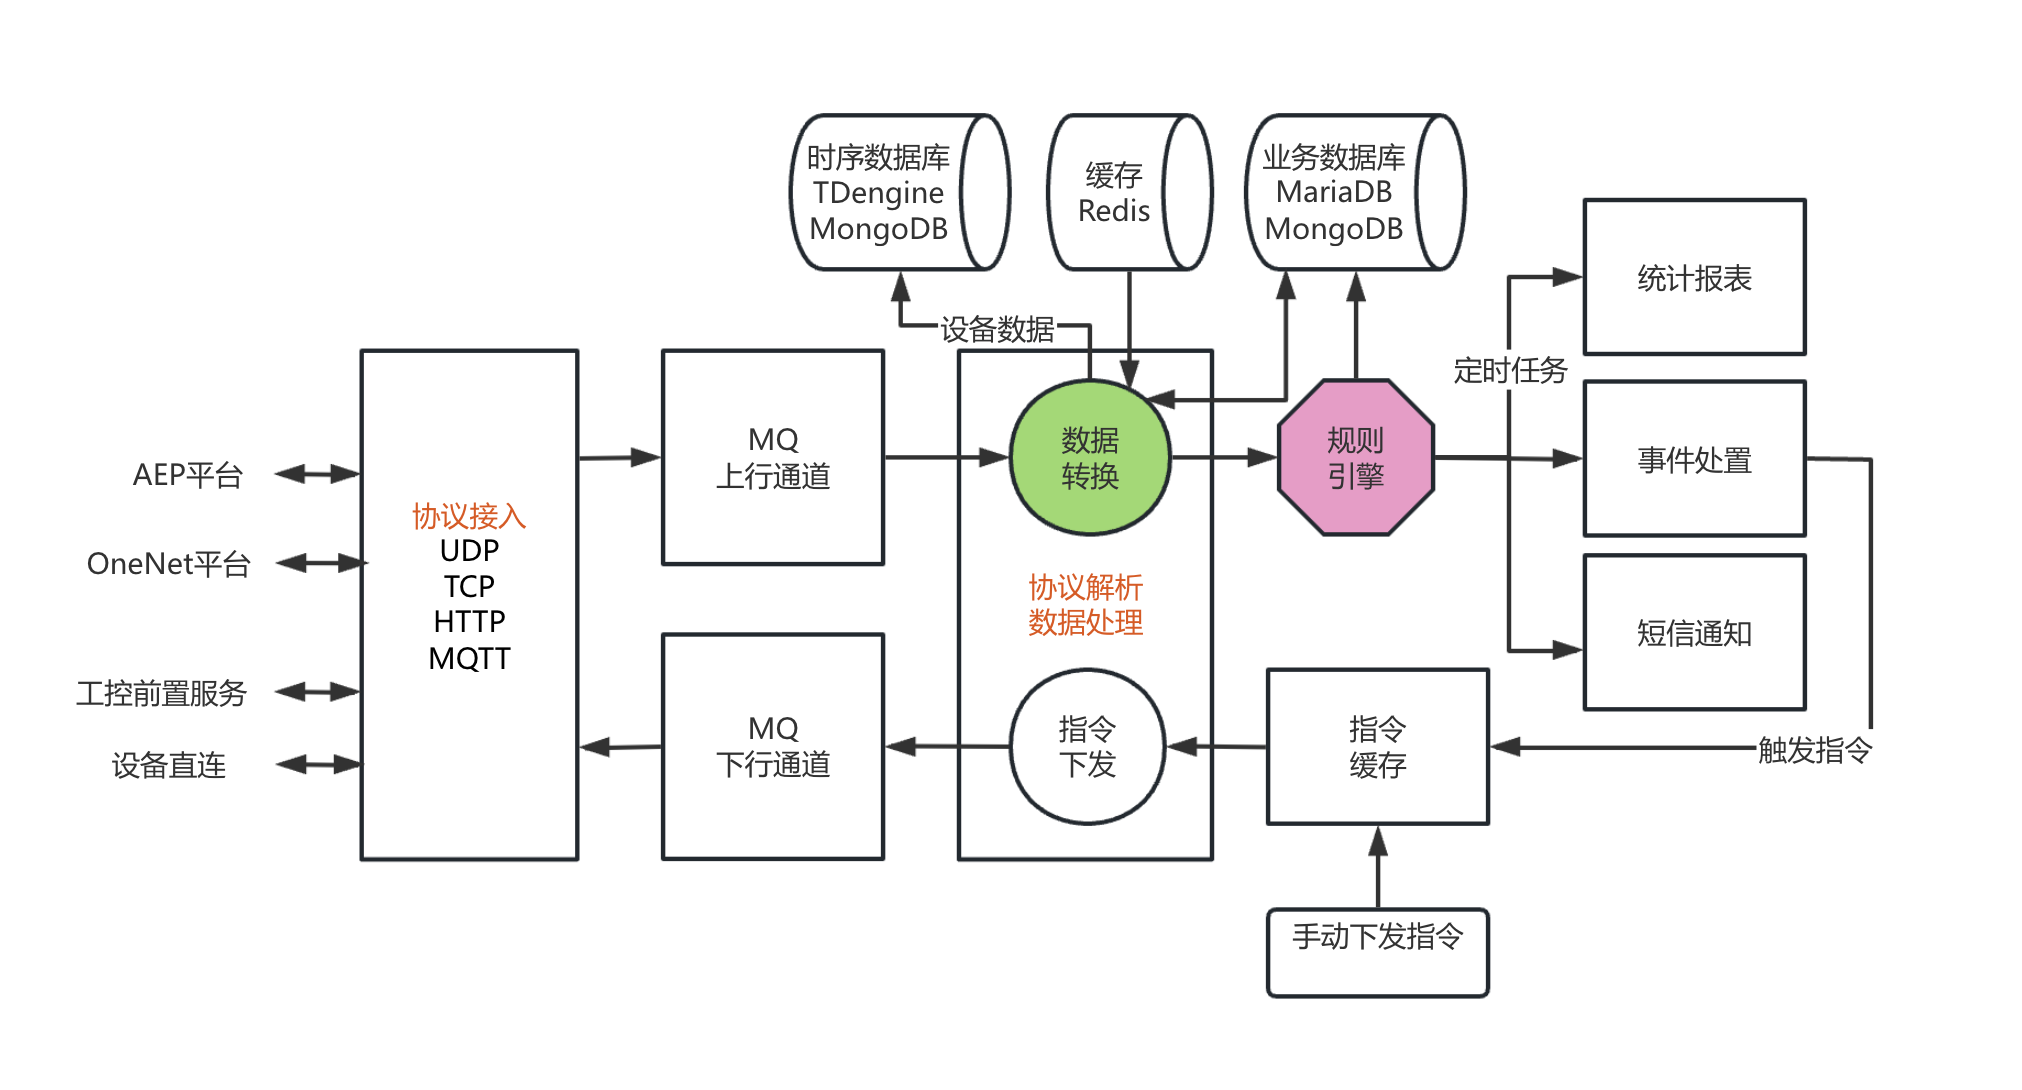 时序数据库
TDengine
MongoDB
缓存
Redis
业务数据库
MariaDB
MongoDB
统计报表
设备数据
定时任务
AEP平台
OneNet平台
工控前置服务
设备直连
协议接入
UDP
TCP
HTTP
MQTT
MQ
上行通道
数据
转换
规则
引擎
事件处置
协议解析
数据处理
短信通知
MQ
下行通道
指令
下发
指令
缓存
触发指令
手动下发指令